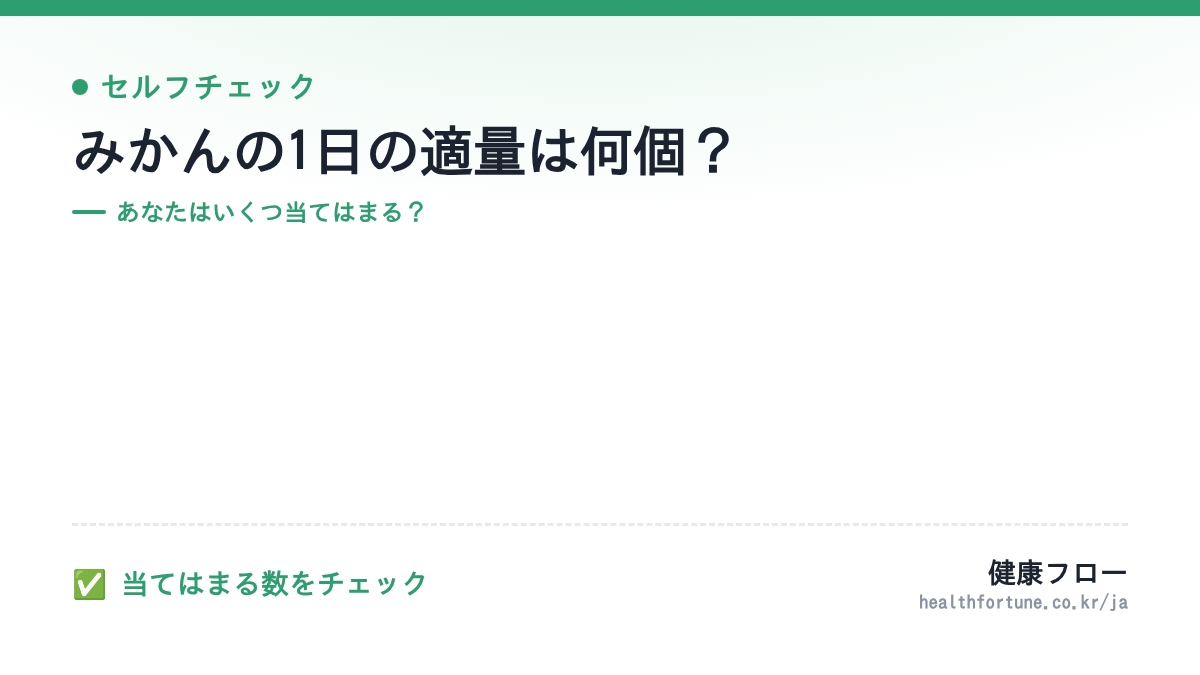 セルフチェック
みかんの1日の適量は何個？
あなたはいくつ当てはまる？
✅ 当てはまる数をチェック
健康フロー
healthfortune.co.kr/ja